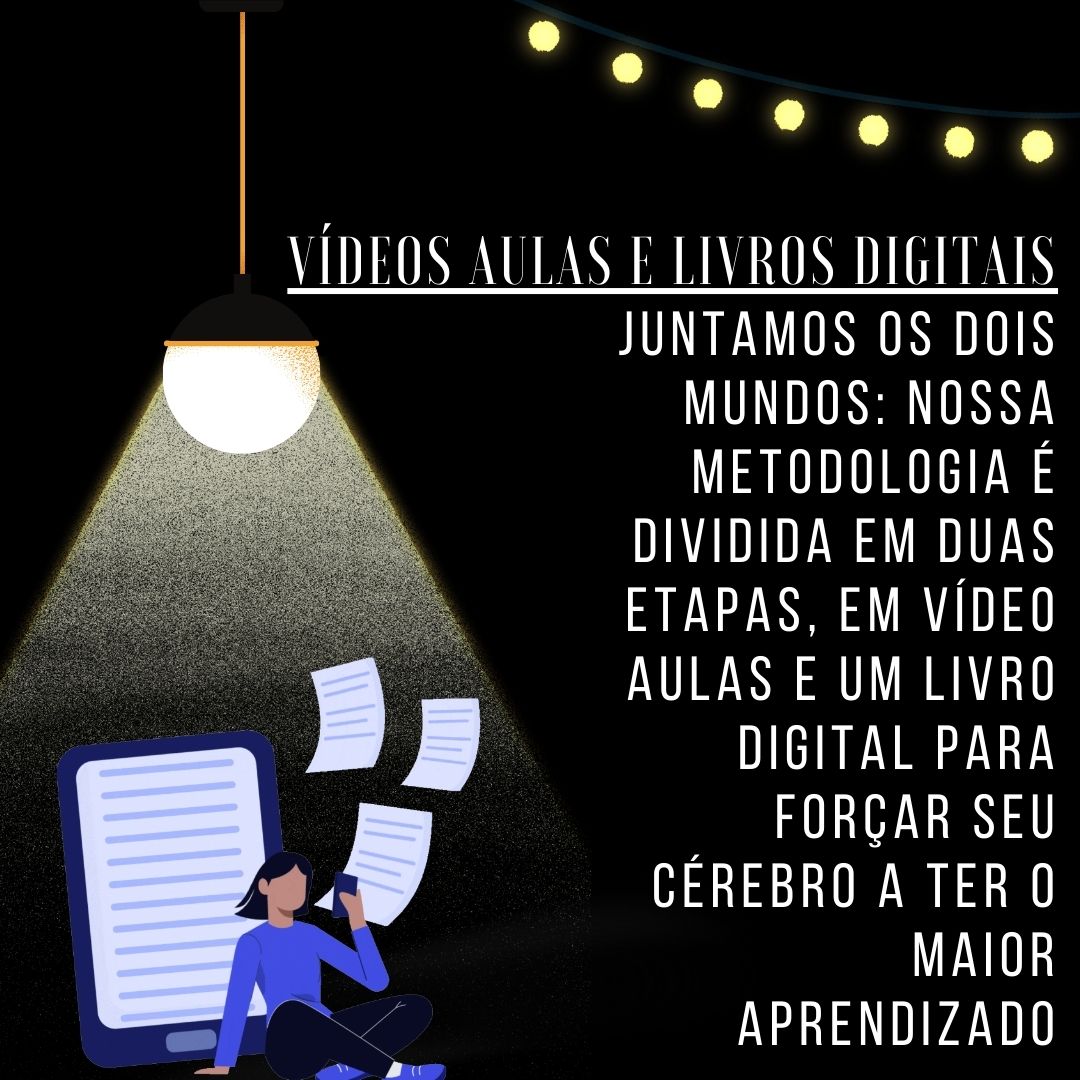 VÍDEOS AULAS E LIVROS DIGITAIS
JUNTAMOS OS DOIS
MUNDOS: NOSSA
METODOLOGIA É
DIVIDIDA EM DUAS
ETAPAS, EM VÍDEO
AULAS E UM LIVRO
DIGITAL PARA
FORÇAR SEU
CÉREBRO A TER O
MAIOR
APRENDIZADO